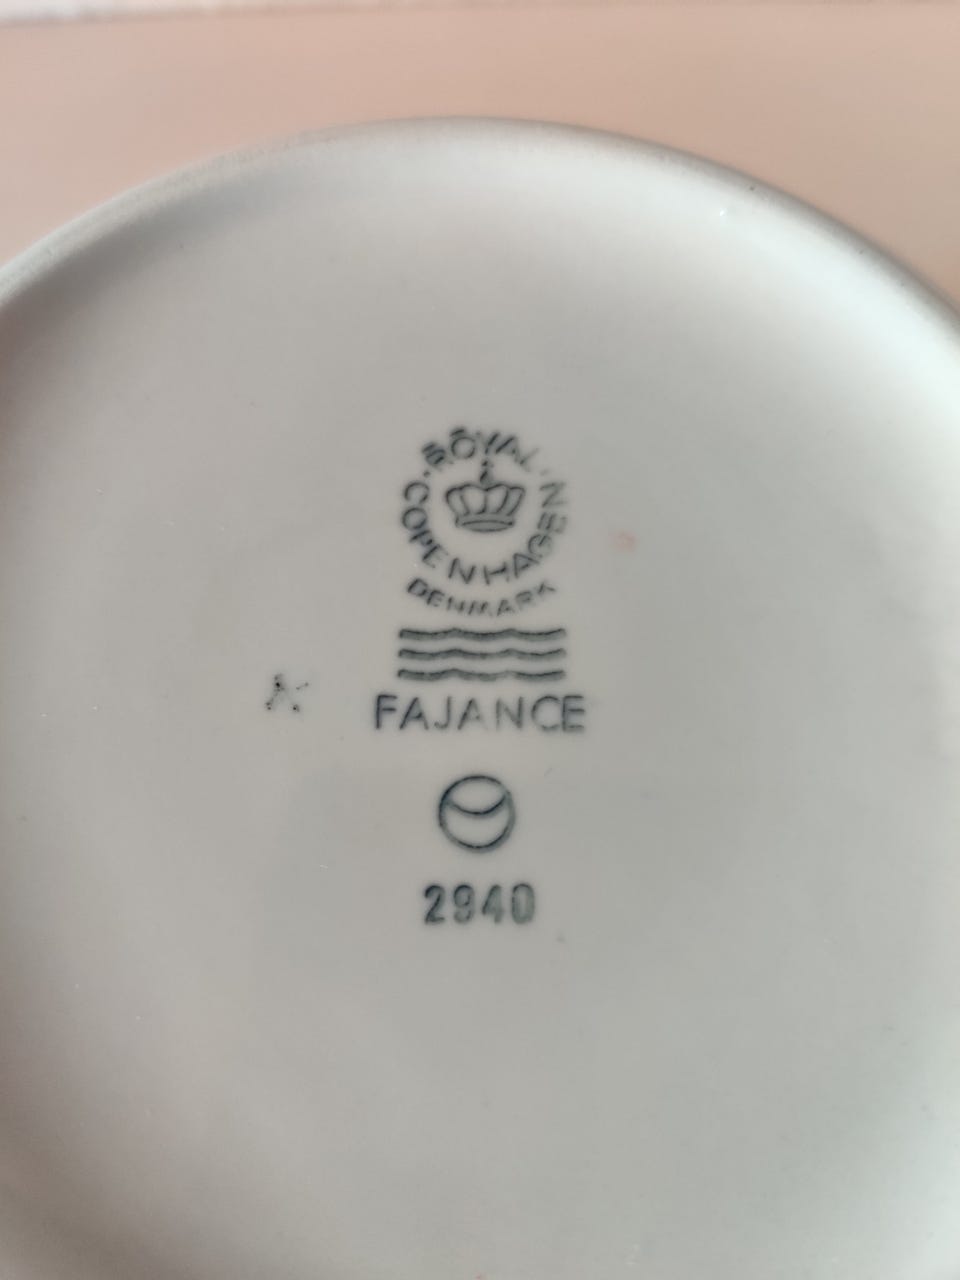 ROYAL
COPENHAGEN
DENMARK
FAJANCE
2940